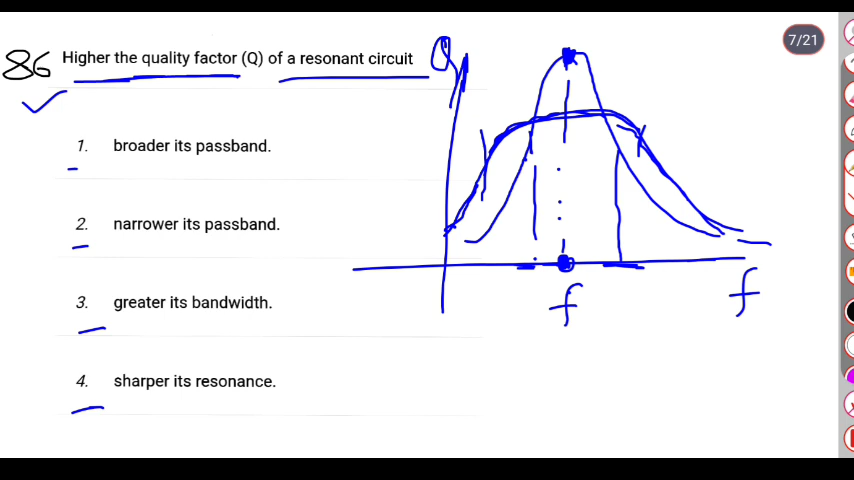 7/21
86 Higher the quality factor (Q) of a resonant circuit
Q
1. broader its passband.
2. narrower its passband.
3. greater its bandwidth.
4. sharper its resonance.
f
f